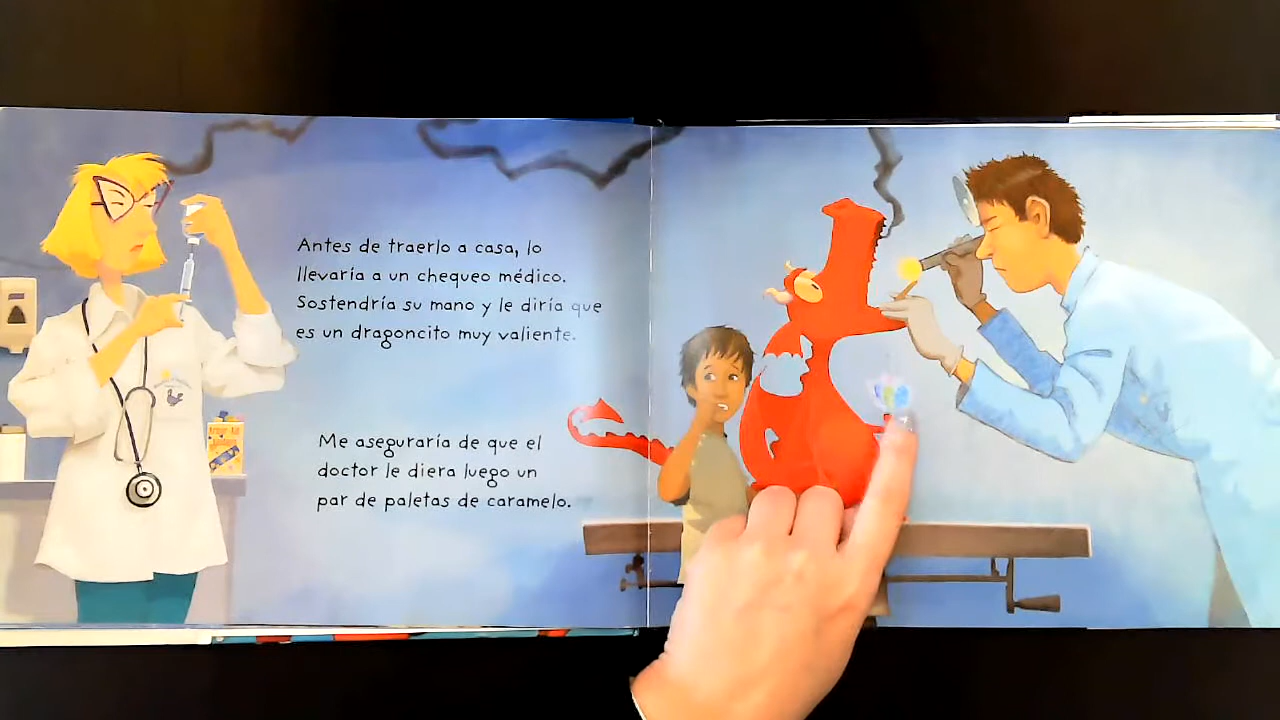 Antes de traerlo a casa, lo
llevaría a un chequeo médico.
Sostendría su mano y le diría que
es un dragoncito muy valiente.
Me aseguraría de que el
doctor le diera luego un
par de paletas de caramelo.